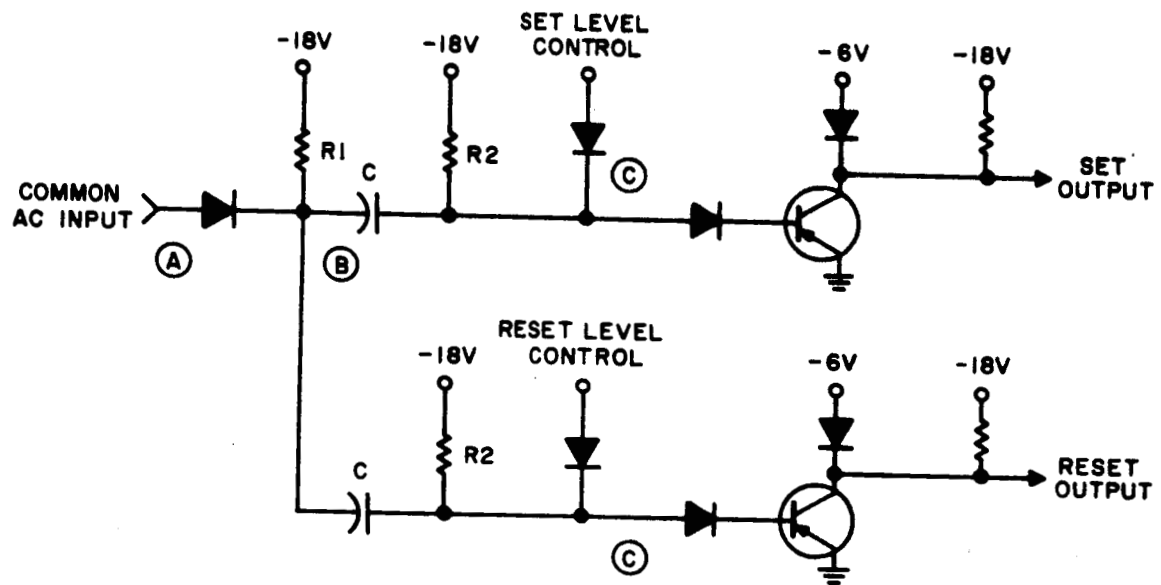 SET LEVEL
CONTROL
-18V
-18V
-6V
-18V
R1
C
R2
C
SET
OUTPUT
COMMON
AC INPUT
A
B
RESET LEVEL
CONTROL
-18V
-6V
-18V
C
R2
RESET
OUTPUT
C